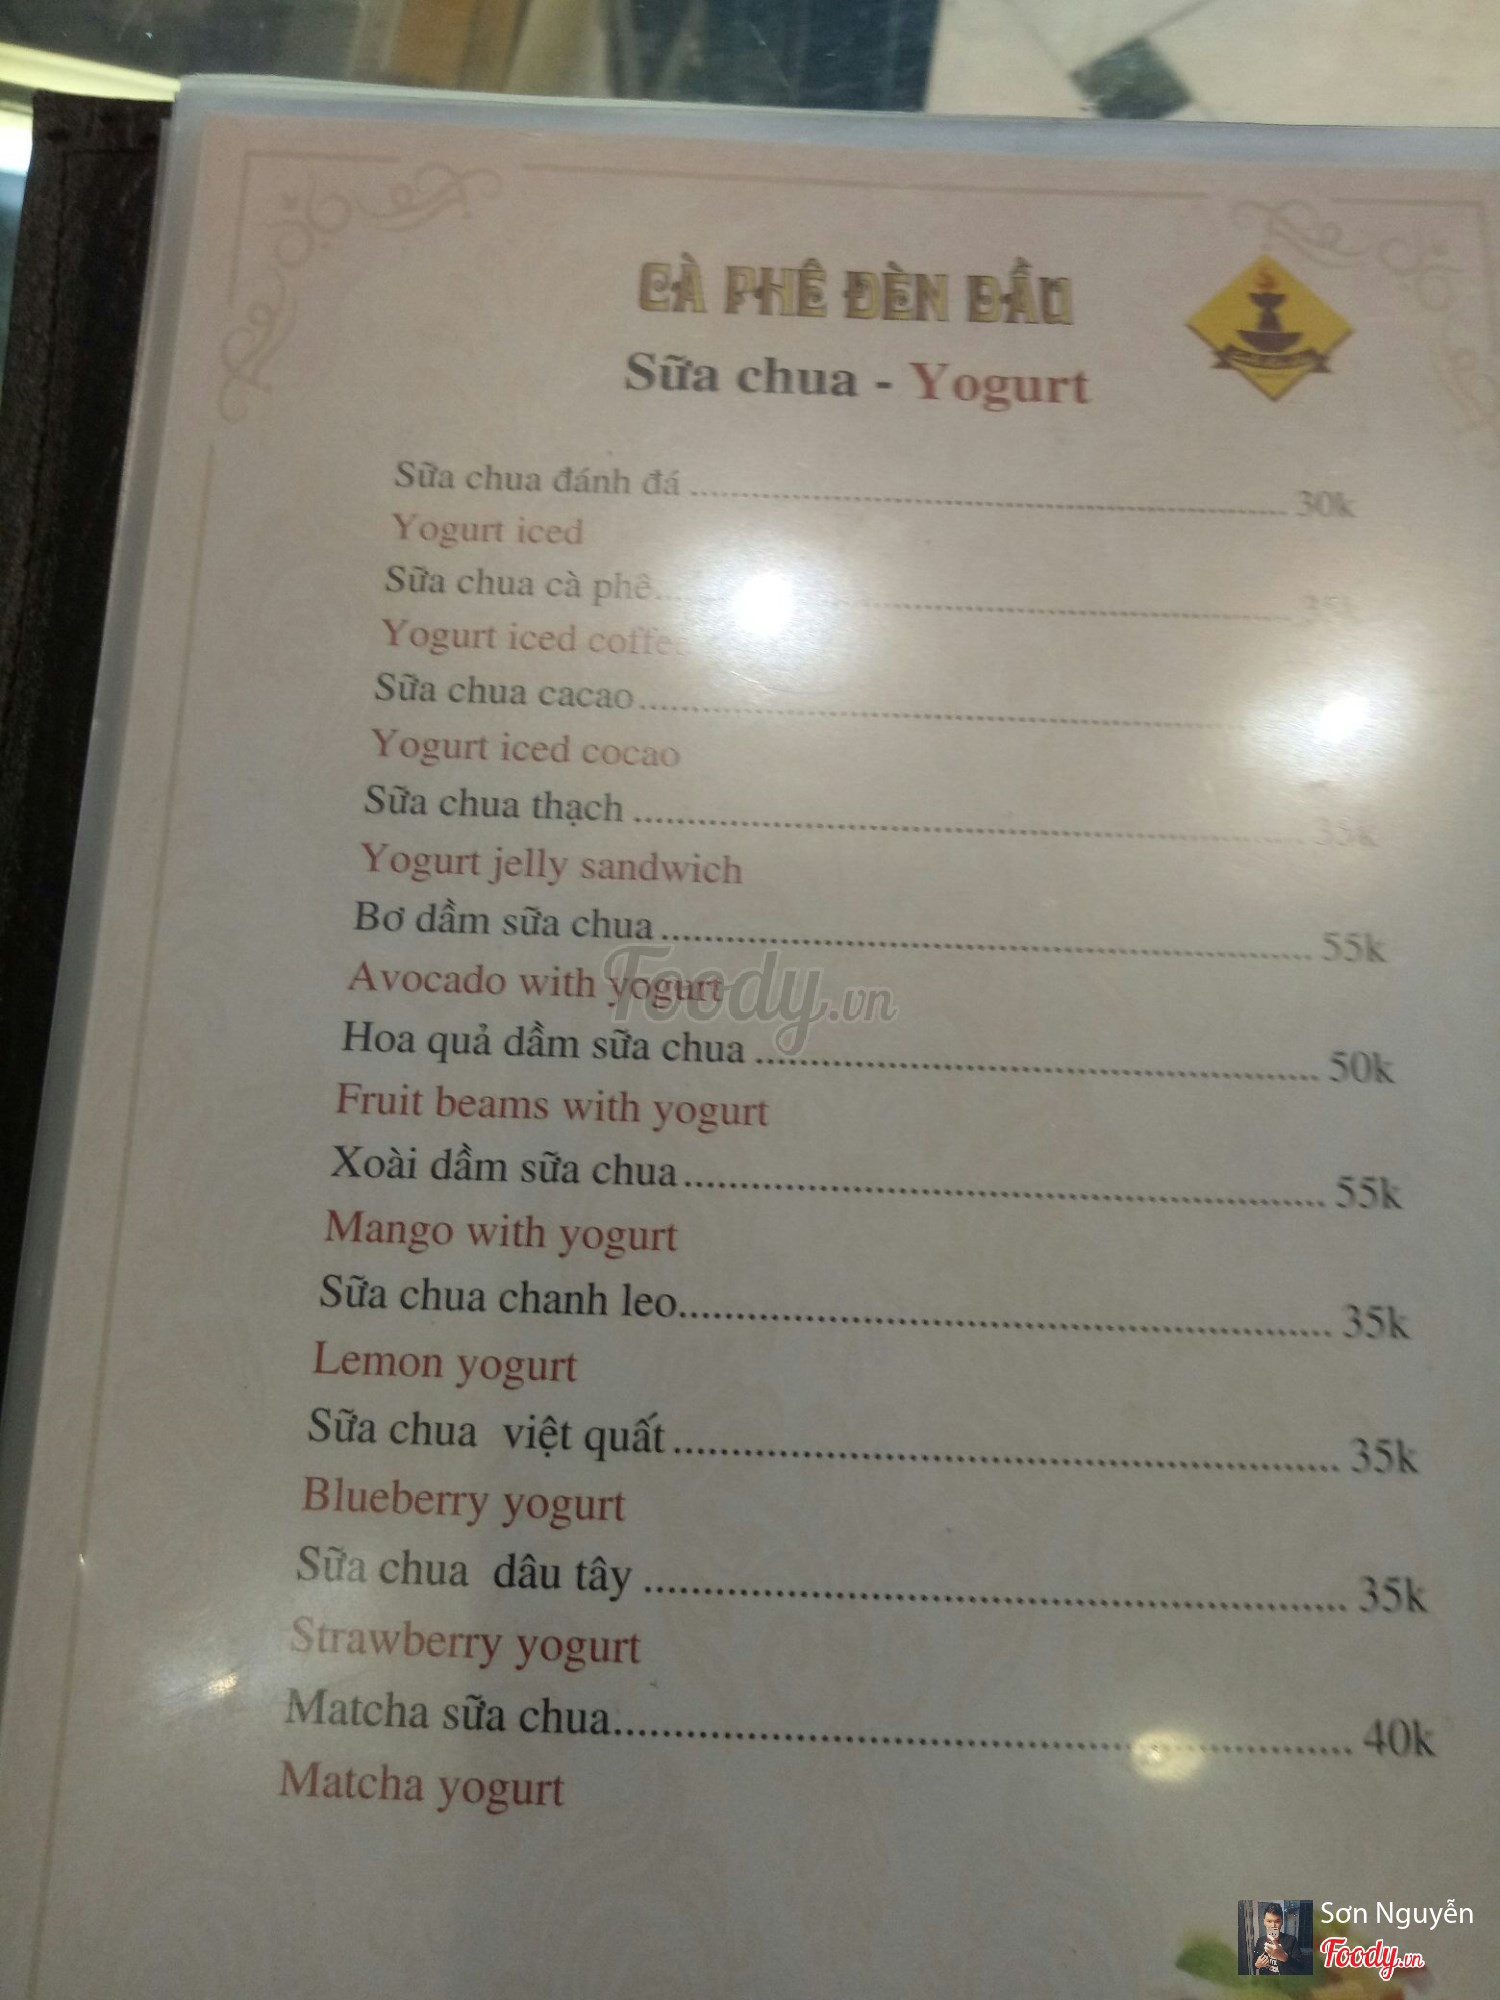 CÀ PHÊ ĐÈN DẦU
Sữa chua - Yogurt
Sữa chua đánh đá ........ 30k
Yogurt iced
Sữa chua cà phê........ 35k
Yogurt iced coffee
Sữa chua cacao........
Yogurt iced cocao
Sữa chua thạch ........ 35k
Yogurt jelly sandwich
Bơ dầm sữa chua........ 55k
Avocado with yogurt
Hoa quả dầm sữa chua ........ 50k
Fruit beams with yogurt
Xoài dầm sữa chua........ 55k
Mango with yogurt
Sữa chua chanh leo........ 35k
Lemon yogurt
Sữa chua việt quất........ 35k
Blueberry yogurt
Sữa chua dâu tây ........ 35k
Strawberry yogurt
Matcha sữa chua........ 40k
Matcha yogurt
Foody.vn
Sơn Nguyễn
Foody.vn